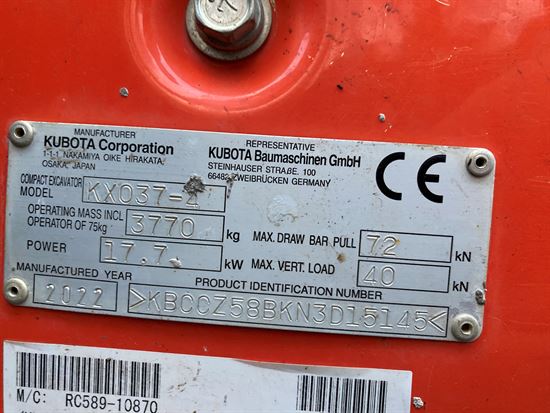 MANUFACTURER
KUBOTA Corporation
1-1-1, NAKAMIYA OIKE HIRAKATA,
OSAKA, JAPAN
REPRESENTATIVE
KUBOTA Baumaschinen GmbH
STEINHAUSER STRAßE. 100
66482 ZWEIBRÜCKEN GERMANY
CE
COMPACT EXCAVATOR
MODEL KX037-4
OPERATING MASS INCL
OPERATOR OF 75kg 3770 kg
MAX. DRAW BAR PULL 72 kN
POWER 17.7 kW
MAX. VERT. LOAD 40 kN
MANUFACTURED YEAR
2022
PRODUCT IDENTIFICATION NUMBER
>KBCCZ58BKN3D15145<
M/C: RC589-10870